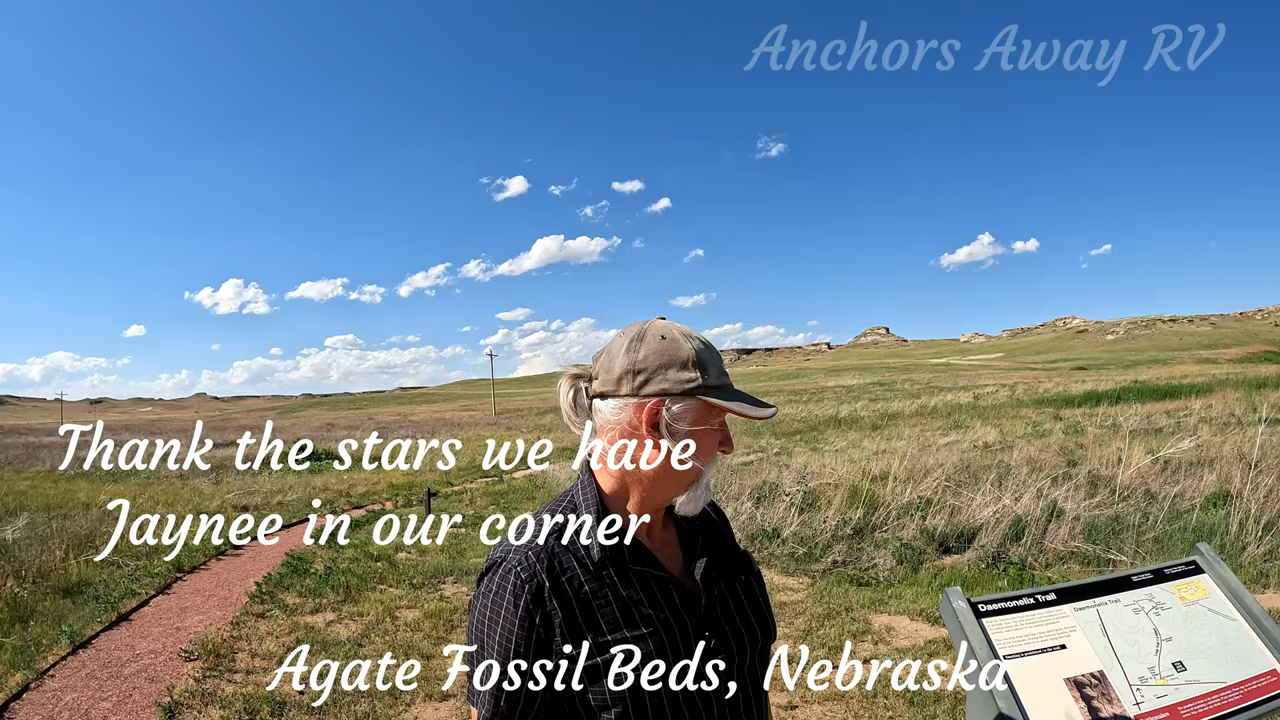 Anchors Away RV
Thank the stars we have
Jaynee in our corner
Daemonelix Trail
Daemonelix Trail
Agate Fossil Beds, Nebraska